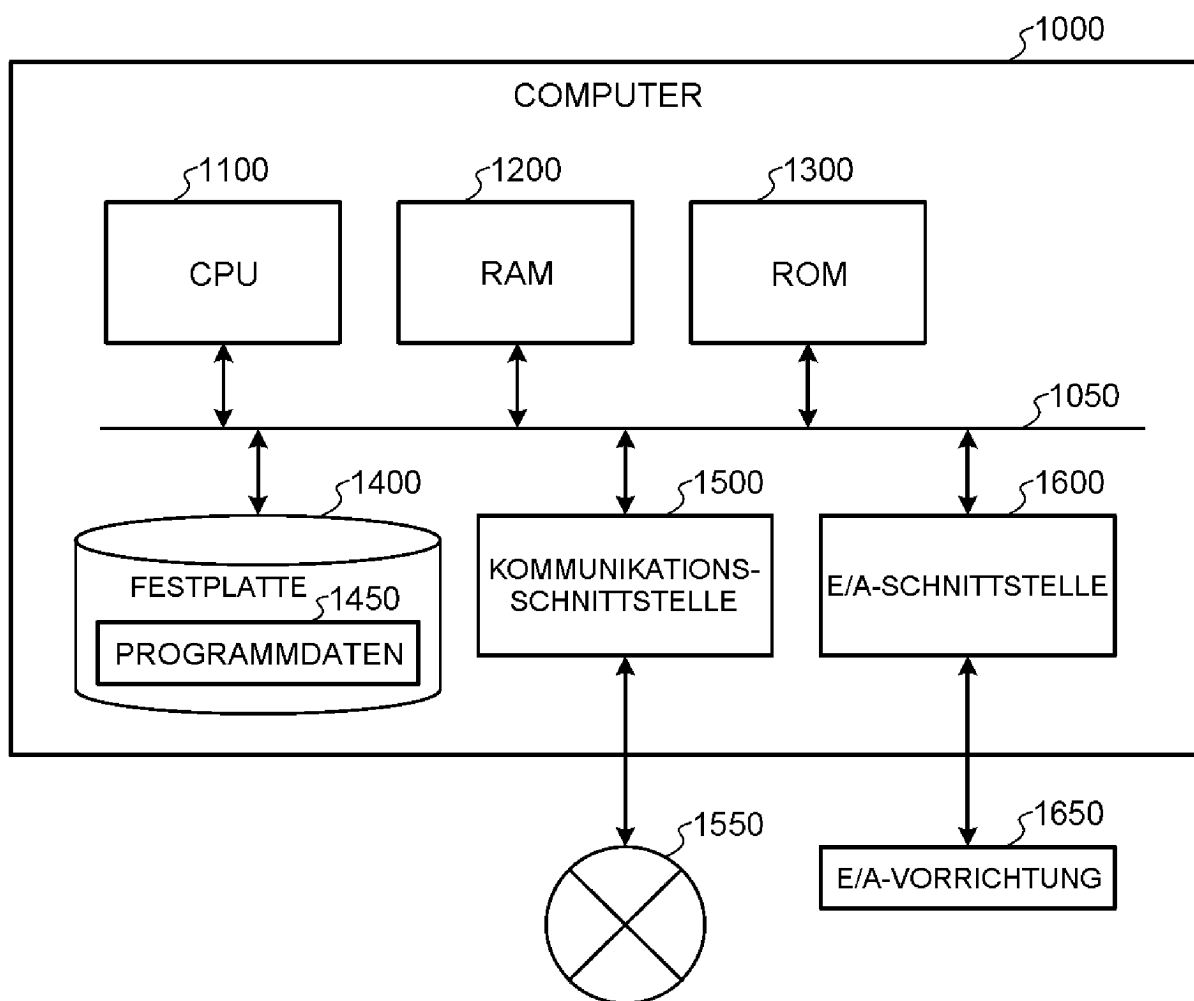 1000
COMPUTER
1100
1200
1300
CPU
RAM
ROM
1050
1400
1500
1600
FESTPLATTE
1450
PROGRAMMDATEN
KOMMUNIKATIONS-
SCHNITTSTELLE
E/A-SCHNITTSTELLE
1550
1650
E/A-VORRICHTUNG